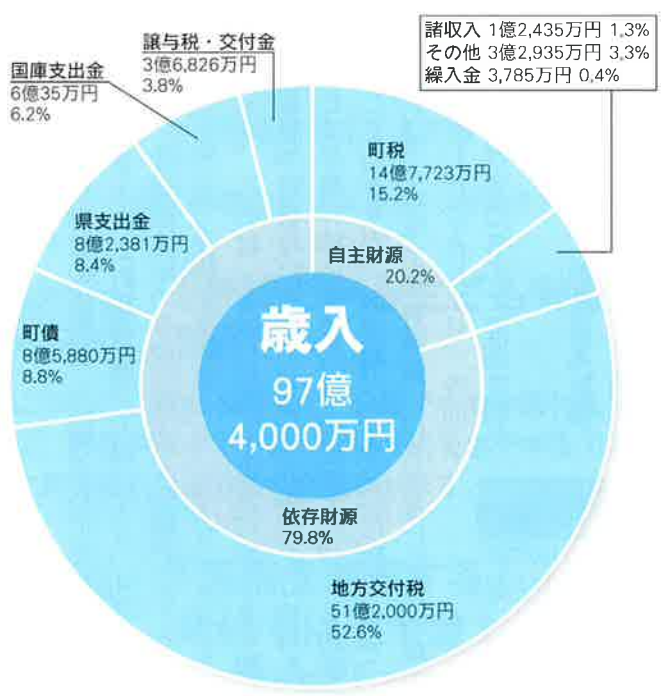 諸収入 1億2,435万円 1.3%
その他 3億2,935万円 3.3%
繰入金 3,785万円 0.4%
譲与税・交付金
3億6,826万円
3.8%
国庫支出金
6億35万円
6.2%
町税
14億7,723万円
15.2%
県支出金
8億2,381万円
8.4%
自主財源
20.2%
町債
8億5,880万円
8.8%
歳入
97億
4,000万円
依存財源
79.8%
地方交付税
51億2,000万円
52.6%